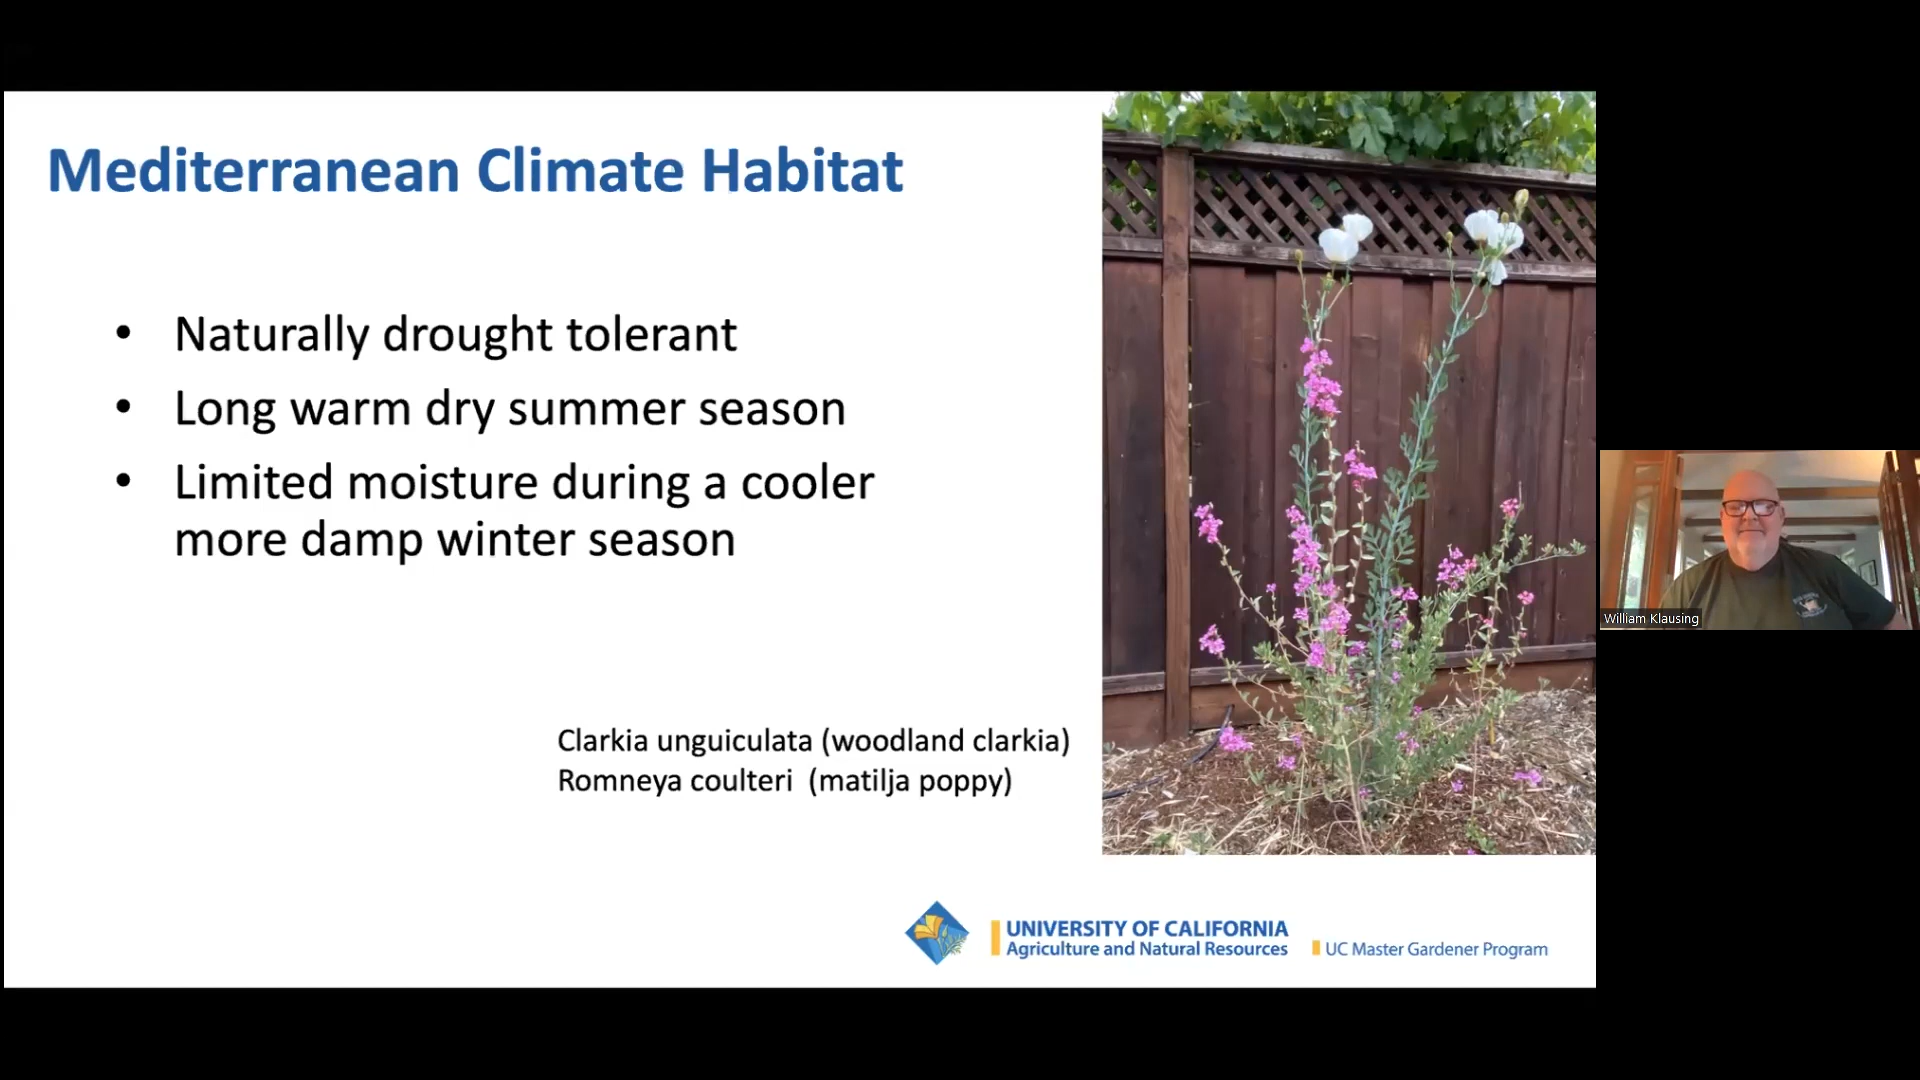 Mediterranean Climate Habitat
• Naturally drought tolerant
• Long warm dry summer season
• Limited moisture during a cooler
more damp winter season
Clarkia unguiculata (woodland clarkia)
Romneya coulteri (matilja poppy)
UNIVERSITY OF CALIFORNIA
Agriculture and Natural Resources
UC Master Gardener Program
William Klausing